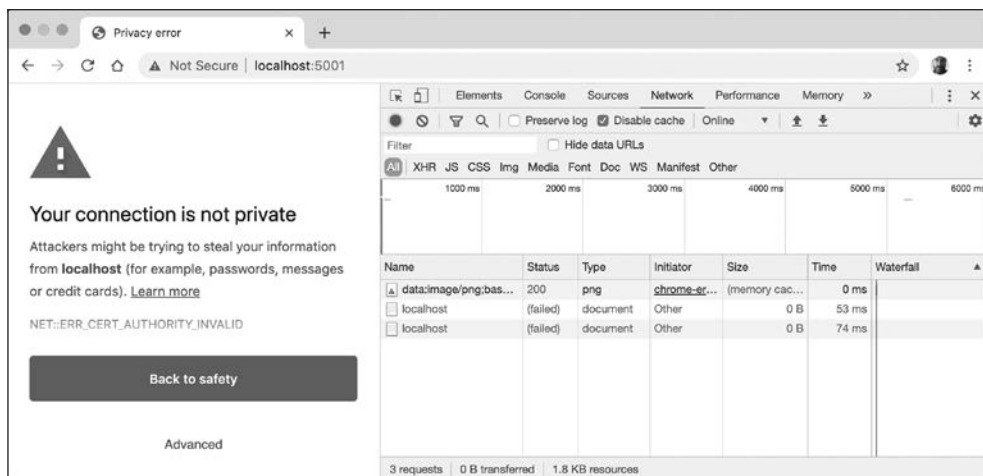 Privacy error
Not Secure | localhost:5001
Your connection is not private
Attackers might be trying to steal your information
from localhost (for example, passwords, messages
or credit cards). Learn more
NET::ERR_CERT_AUTHORITY_INVALID
Back to safety
Advanced
Elements Console Sources Network Performance Memory »
Preserve log Disable cache Online
Filter Hide data URLs
All XHR JS CSS Img Media Font Doc WS Manifest Other
1000 ms 2000 ms 3000 ms 4000 ms 5000 ms 6000 ms
Name Status Type Initiator Size Time Waterfall
data:image/png;bas... 200 png chrome-er... (memory cac... 0 ms
localhost (failed) document Other 0 B 53 ms
localhost (failed) document Other 0 B 74 ms
3 requests | 0 B transferred | 1.8 KB resources